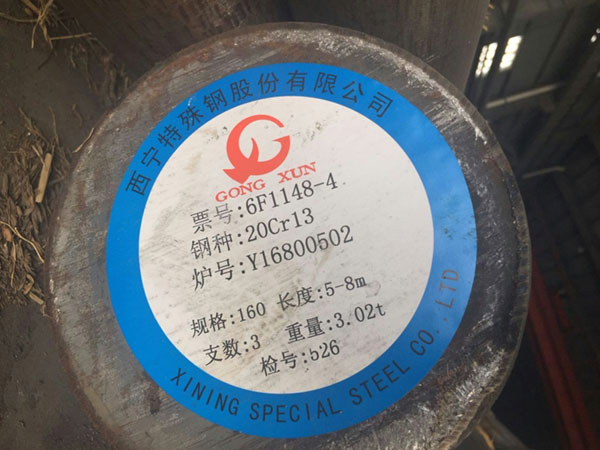 西宁特殊钢股份有限公司
GONG XUN
票号:6F1148-4
钢种:20Cr13
炉号:Y16800502
规格:160 长度:5-8m
支数:3 重量:3.02t
检号:b26
XINING SPECIAL STEEL CO.,LTD